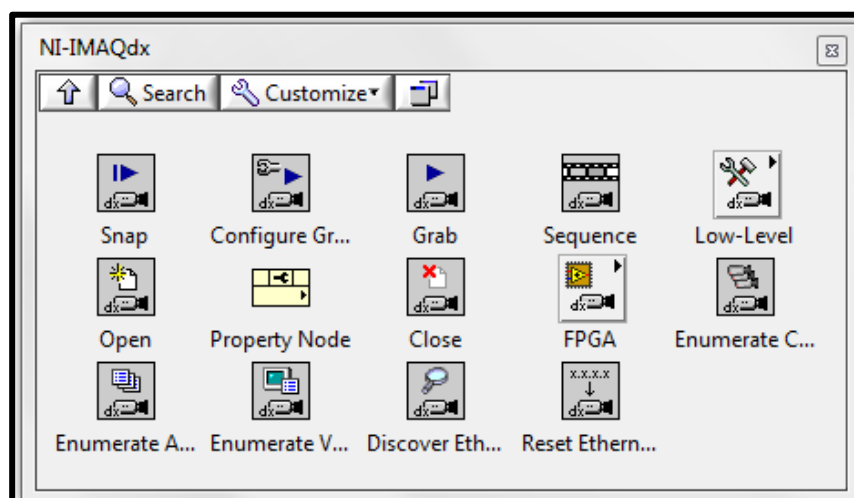 NI-IMAQdx
Search Customize
Snap Configure Gr... Grab Sequence Low-Level
Open Property Node Close FPGA Enumerate C...
x.x.x.x
Enumerate A... Enumerate V... Discover Eth... Reset Ethern...